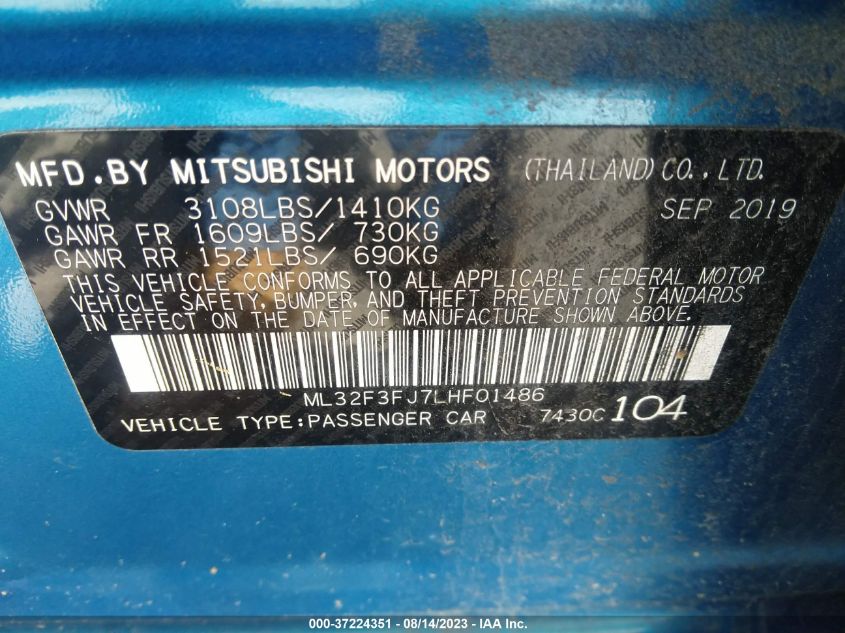 MFD.BY MITSUBISHI MOTORS (THAILAND) CO., LTD.
GVWR 3108LBS/1410KG SEP 2019
GAWR FR 1609LBS/ 730KG
GAWR RR 1521LBS/ 690KG
THIS VEHICLE CONFORMS TO ALL APPLICABLE FEDERAL MOTOR
VEHICLE SAFETY, BUMPER, AND THEFT PREVENTION STANDARDS
IN EFFECT ON THE DATE OF MANUFACTURE SHOWN ABOVE.
ML32F3FJ7LHF01486
VEHICLE TYPE:PASSENGER CAR 7430C 104
000-37224351 - 08/14/2023 - IAA Inc.